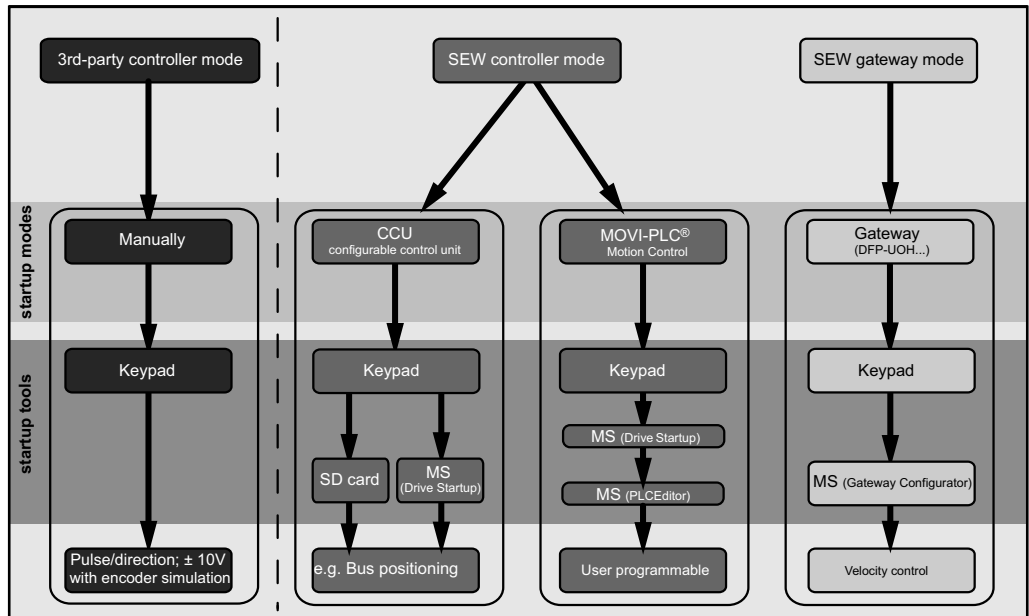 3rd-party controller mode
SEW controller mode
SEW gateway mode
startup modes
Manually
CCU
configurable control unit
MOVI-PLC®
Motion Control
Gateway
(DFP-UOH...)
startup tools
Keypad
Keypad
Keypad
Keypad
MS (Drive Startup)
SD card
MS
(Drive Startup)
MS (PLCEditor)
MS (Gateway Configurator)
Pulse/direction; ± 10V
with encoder simulation
e.g. Bus positioning
User programmable
Velocity control